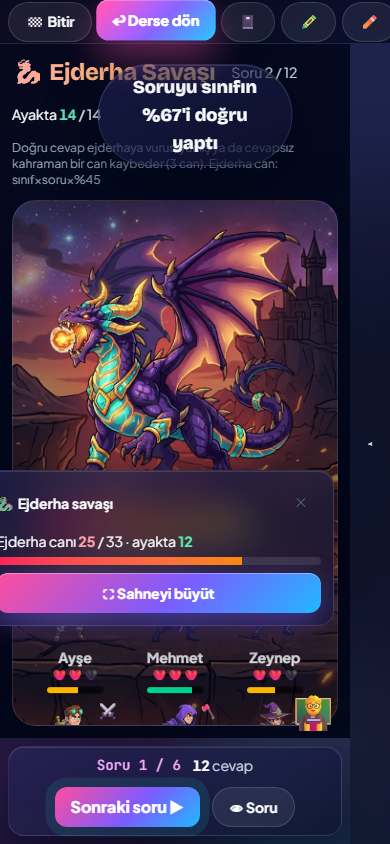 Bitir
Derse dön
Ejderha Savaşı Soru 2 / 12
Soruyu sınıfın
%67'i doğru
yaptı
Ayakta 14 / 14
Doğru cevap ejderhaya ya da cevapsız
kahraman bir can kaybeder (3 can). Ejderha can:
sınıf×soru×%45
Ejderha savaşı
Ejderha canı 25 / 33 · ayakta 12
Sahneyi büyüt
Ayşe Mehmet Zeynep
Soru 1 / 6 12 cevap
Sonraki soru
Soru